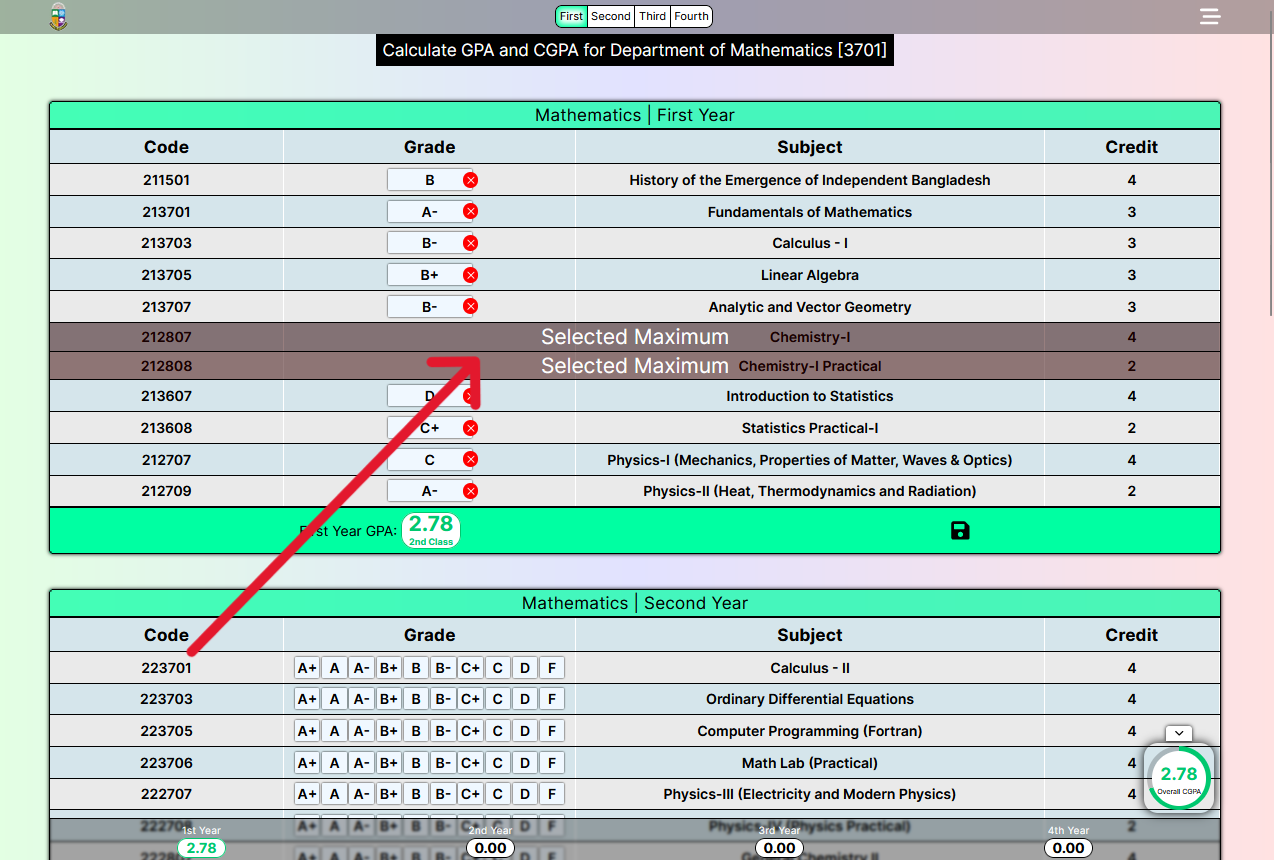 First Second Third Fourth
Calculate GPA and CGPA for Department of Mathematics [3701]
Mathematics | First Year
Code Grade Subject Credit
211501 B History of the Emergence of Independent Bangladesh 4
213701 A- Fundamentals of Mathematics 3
213703 B- Calculus - I 3
213705 B+ Linear Algebra 3
213707 B- Analytic and Vector Geometry 3
212807 Selected Maximum Chemistry-I 4
212808 Selected Maximum Chemistry-I Practical 2
213607 D Introduction to Statistics 4
213608 C+ Statistics Practical-I 2
212707 C Physics-I (Mechanics, Properties of Matter, Waves & Optics) 4
212709 A- Physics-II (Heat, Thermodynamics and Radiation) 2
First Year GPA: 2.78
2nd Class
Mathematics | Second Year
Code Grade Subject Credit
223701 A+ A A- B+ B B- C+ C D F Calculus - II 4
223703 A+ A A- B+ B B- C+ C D F Ordinary Differential Equations 4
223705 A+ A A- B+ B B- C+ C D F Computer Programming (Fortran) 4
223706 A+ A A- B+ B B- C+ C D F Math Lab (Practical) 4
222707 A+ A A- B+ B B- C+ C D F Physics-III (Electricity and Modern Physics) 4
2.78
Overall CGPA
222708 A+ A A- B+ B B- C+ C D F Physics-IV (Physics Practical) 2
1st Year 2nd Year 3rd Year 4th Year
2.78 0.00 0.00 0.00